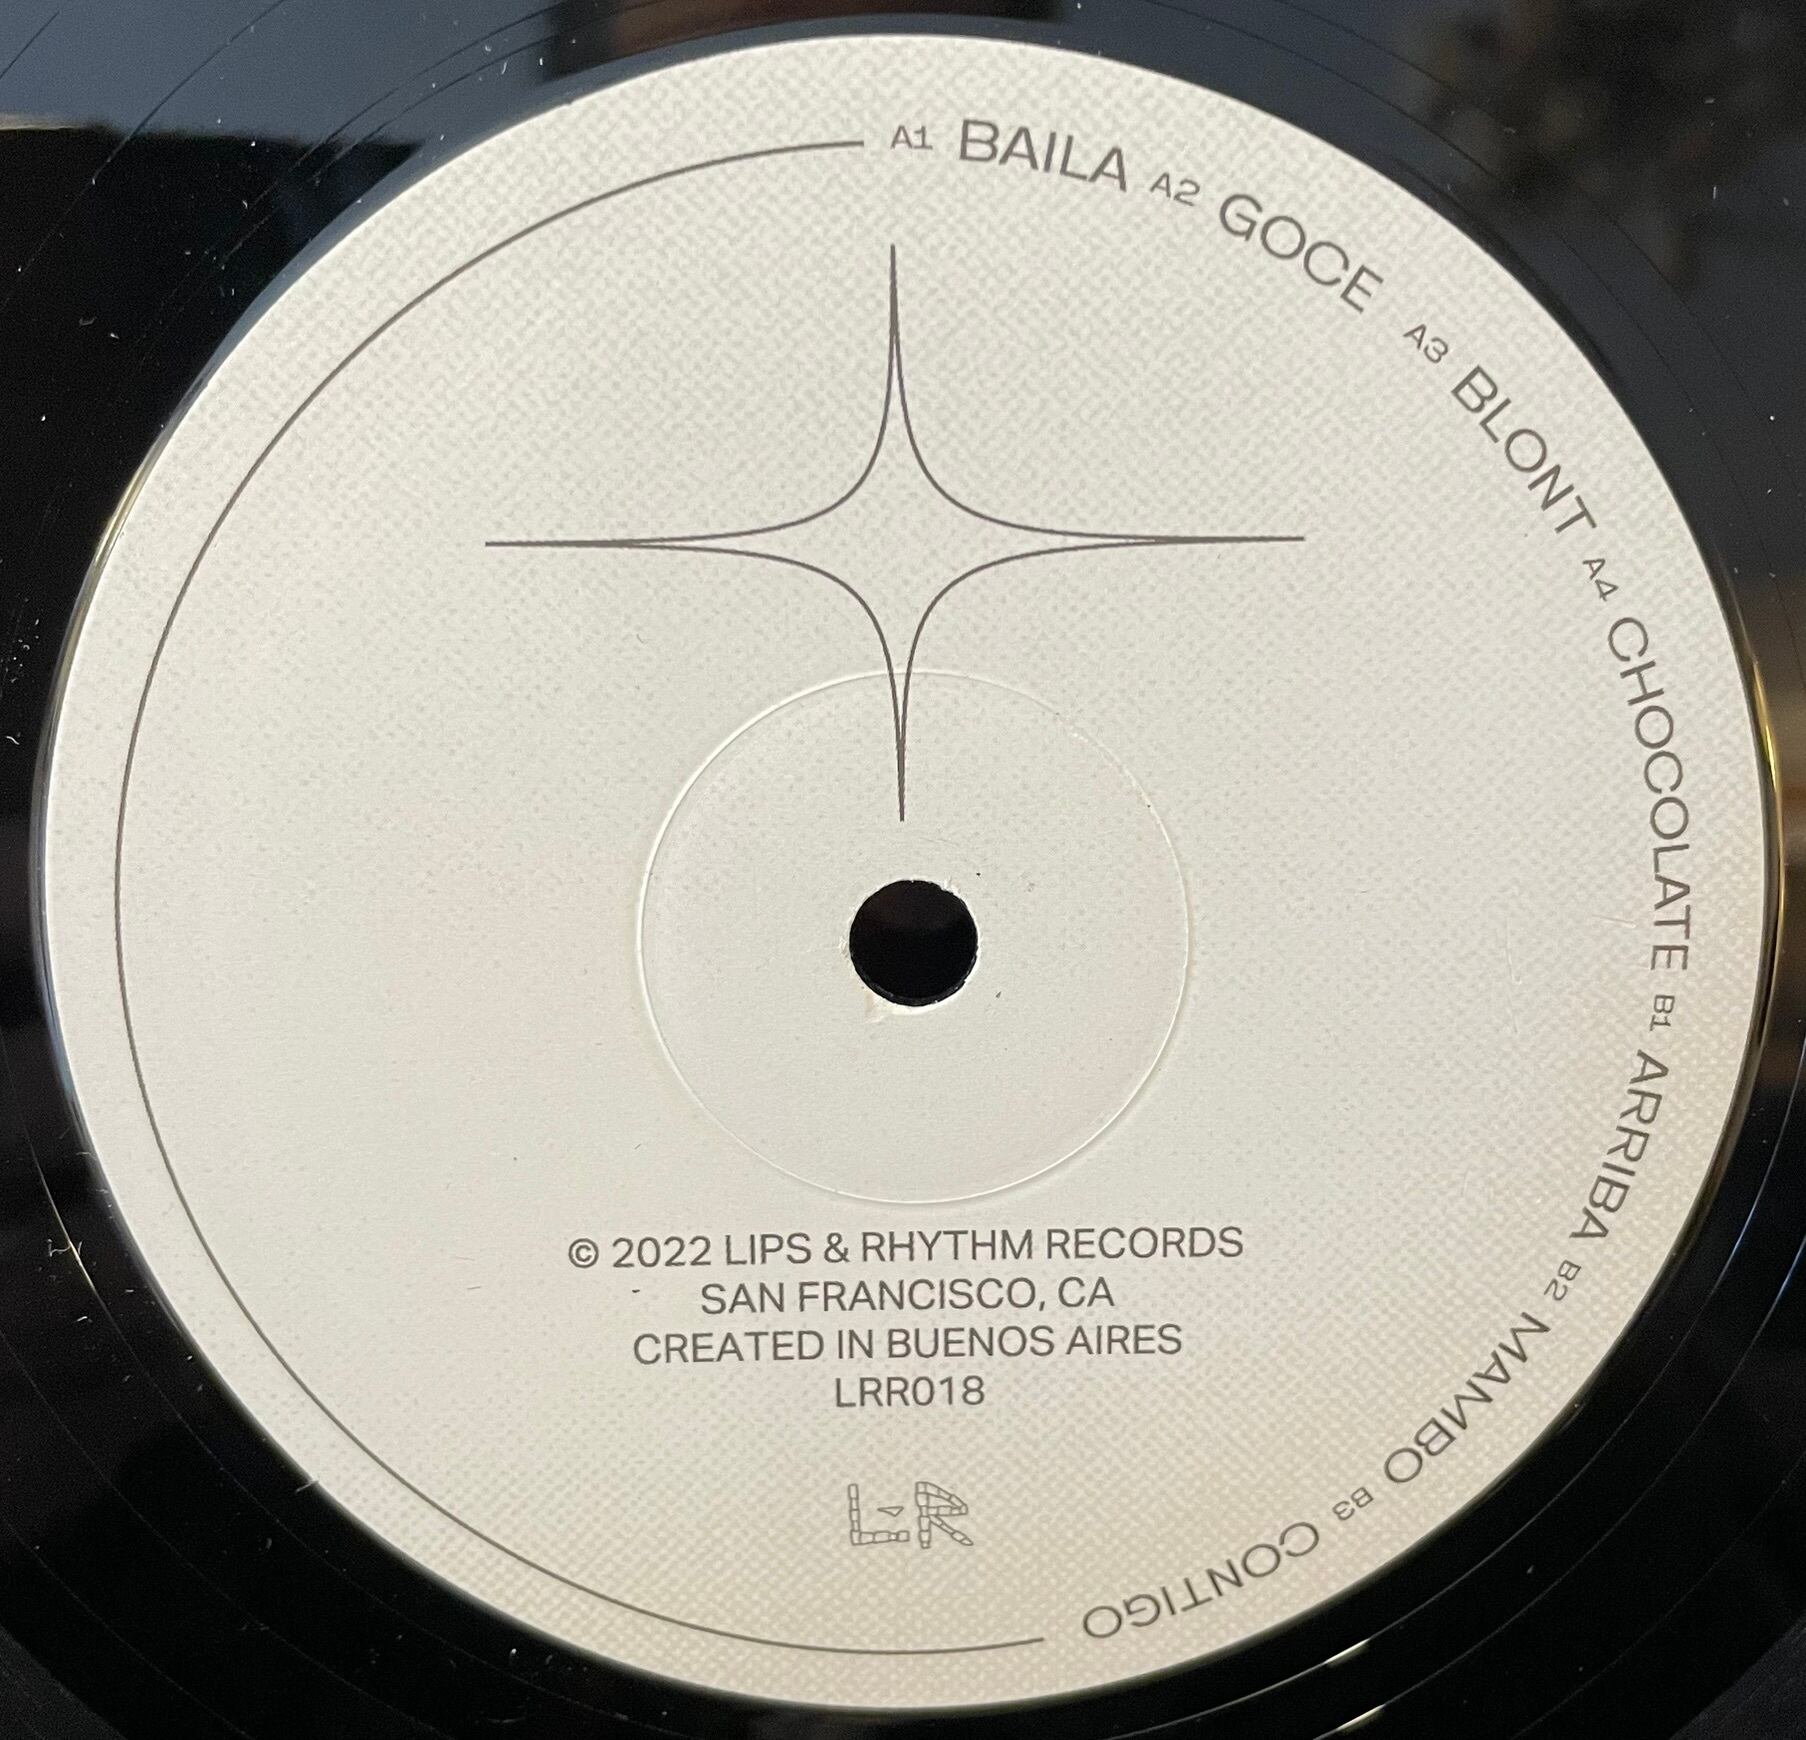 A1 BAILA A2 GOCE A3 BLONT A4 CHOCOLATE B1 ARRIBA B2 MAMBO B3 CONTIGO
© 2022 LIPS & RHYTHM RECORDS
SAN FRANCISCO, CA
CREATED IN BUENOS AIRES
LRR018
L R